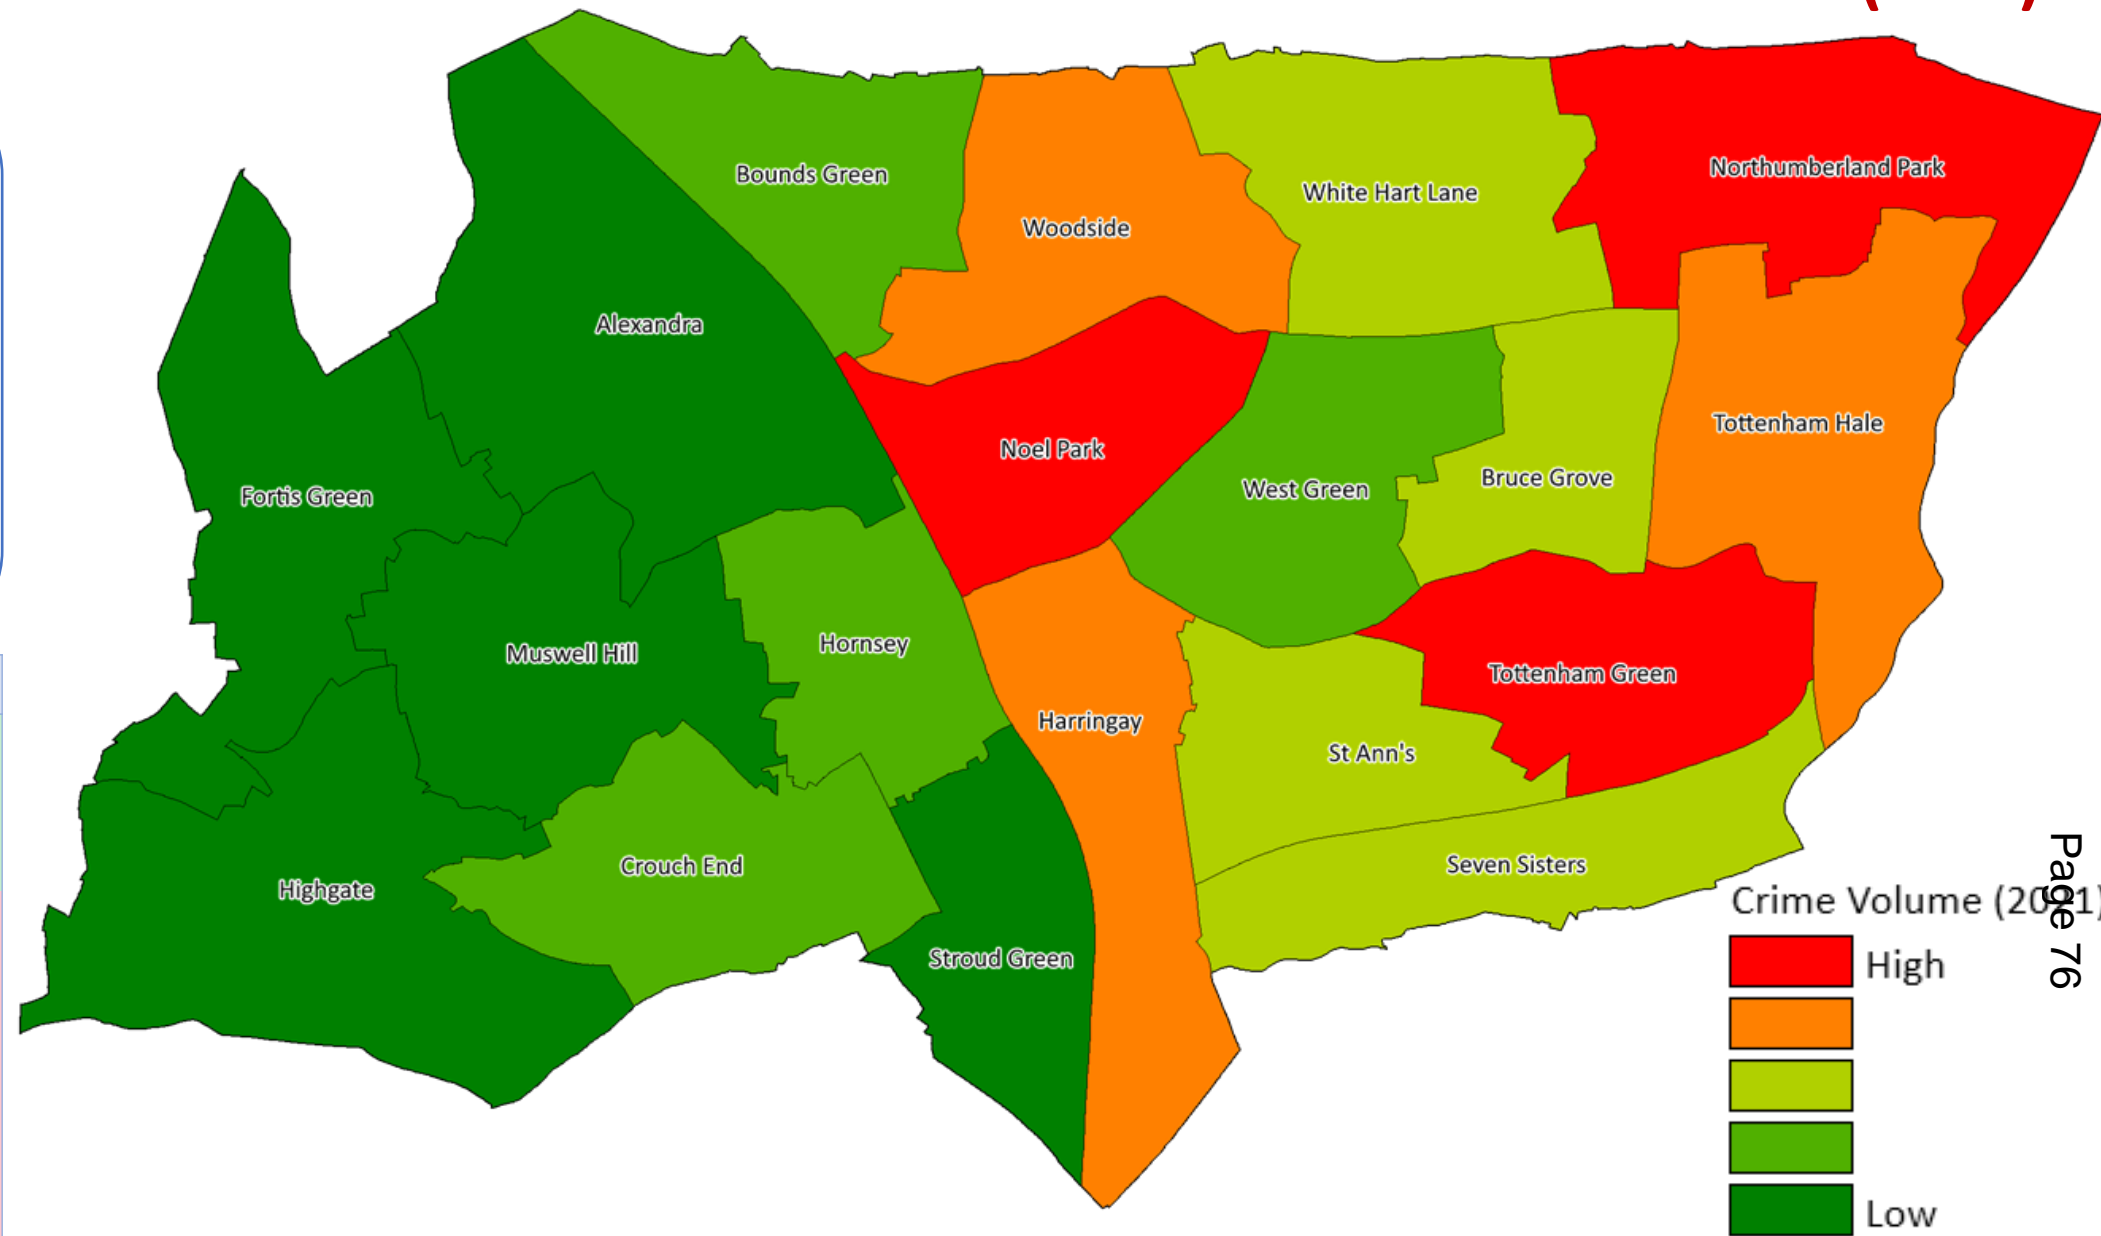 Bounds Green
Northumberland Park
White Hart Lane
Woodside
Alexandra
Tottenham Hale
Noel Park
Bruce Grove
West Green
Fortis Green
Hornsey
Muswell Hill
Tottenham Green
Harringay
St Ann's
Seven Sisters
Crouch End
Highgate
Stroud Green
Crime Volume (2021)
High
Low
Page 76